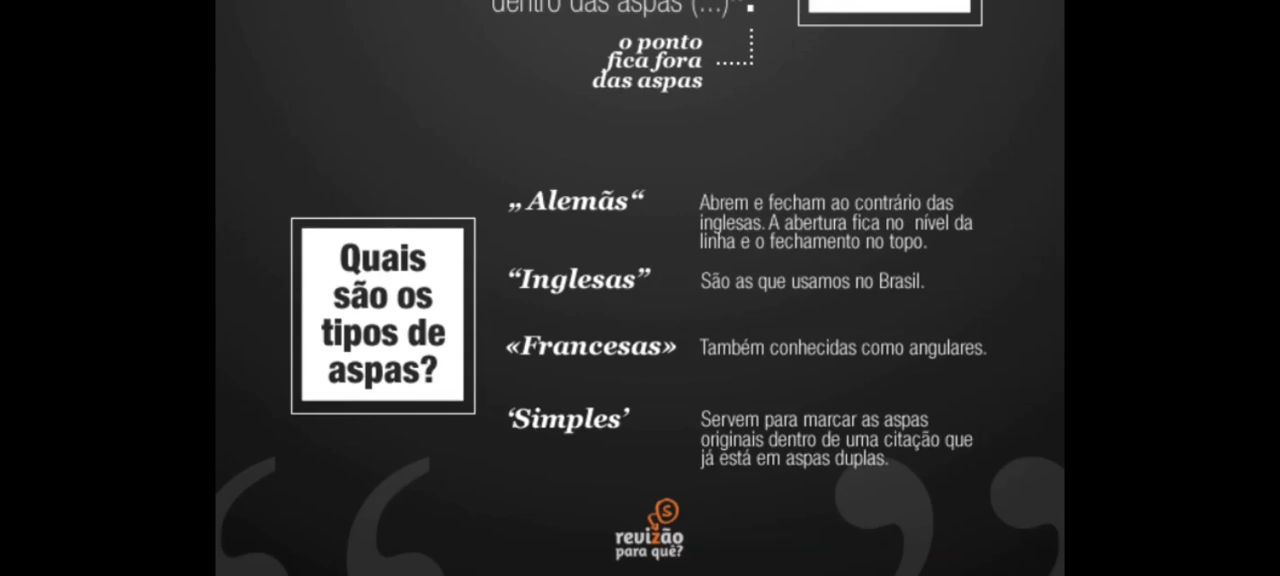 dentro das aspas (...)".
o ponto
fica fora
das aspas
Quais
são os
tipos de
aspas?
„Alemãs“
Abrem e fecham ao contrário das
inglesas. A abertura fica no nível da
linha e o fechamento no topo.
“Inglesas”
São as que usamos no Brasil.
«Francesas»
Também conhecidas como angulares.
‘Simples’
Servem para marcar as aspas
originais dentro de uma citação que
já está em aspas duplas.
revizão
para quê?